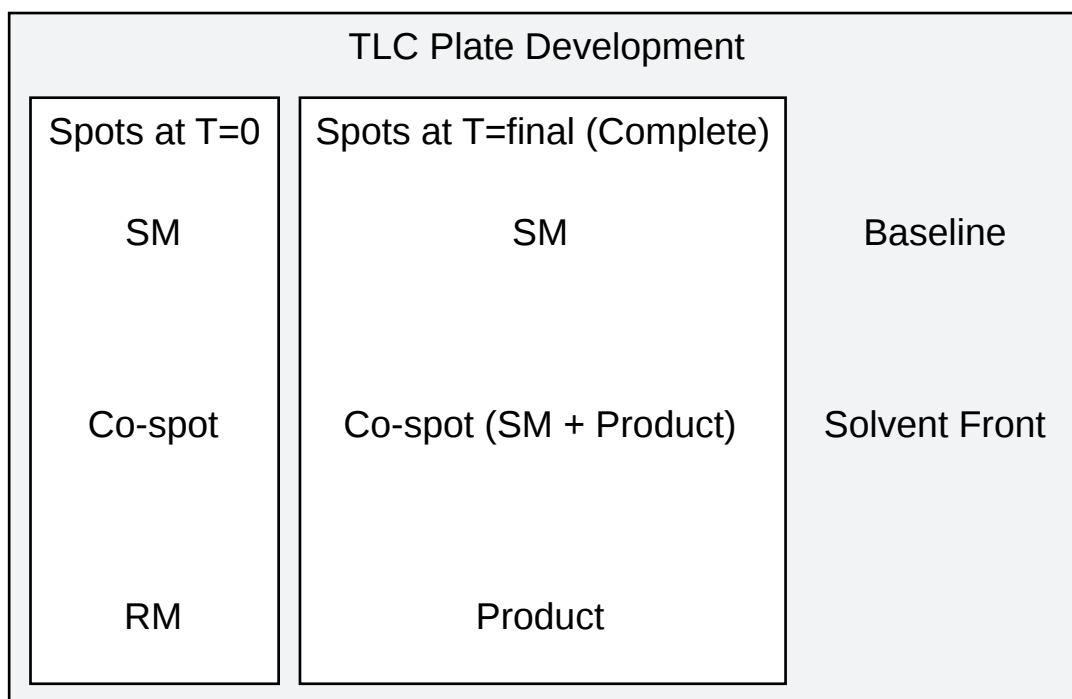 TLC Plate Development
Spots at T=0
Spots at T=final (Complete)
SM
SM
Baseline
Co-spot
Co-spot (SM + Product)
Solvent Front
RM
Product